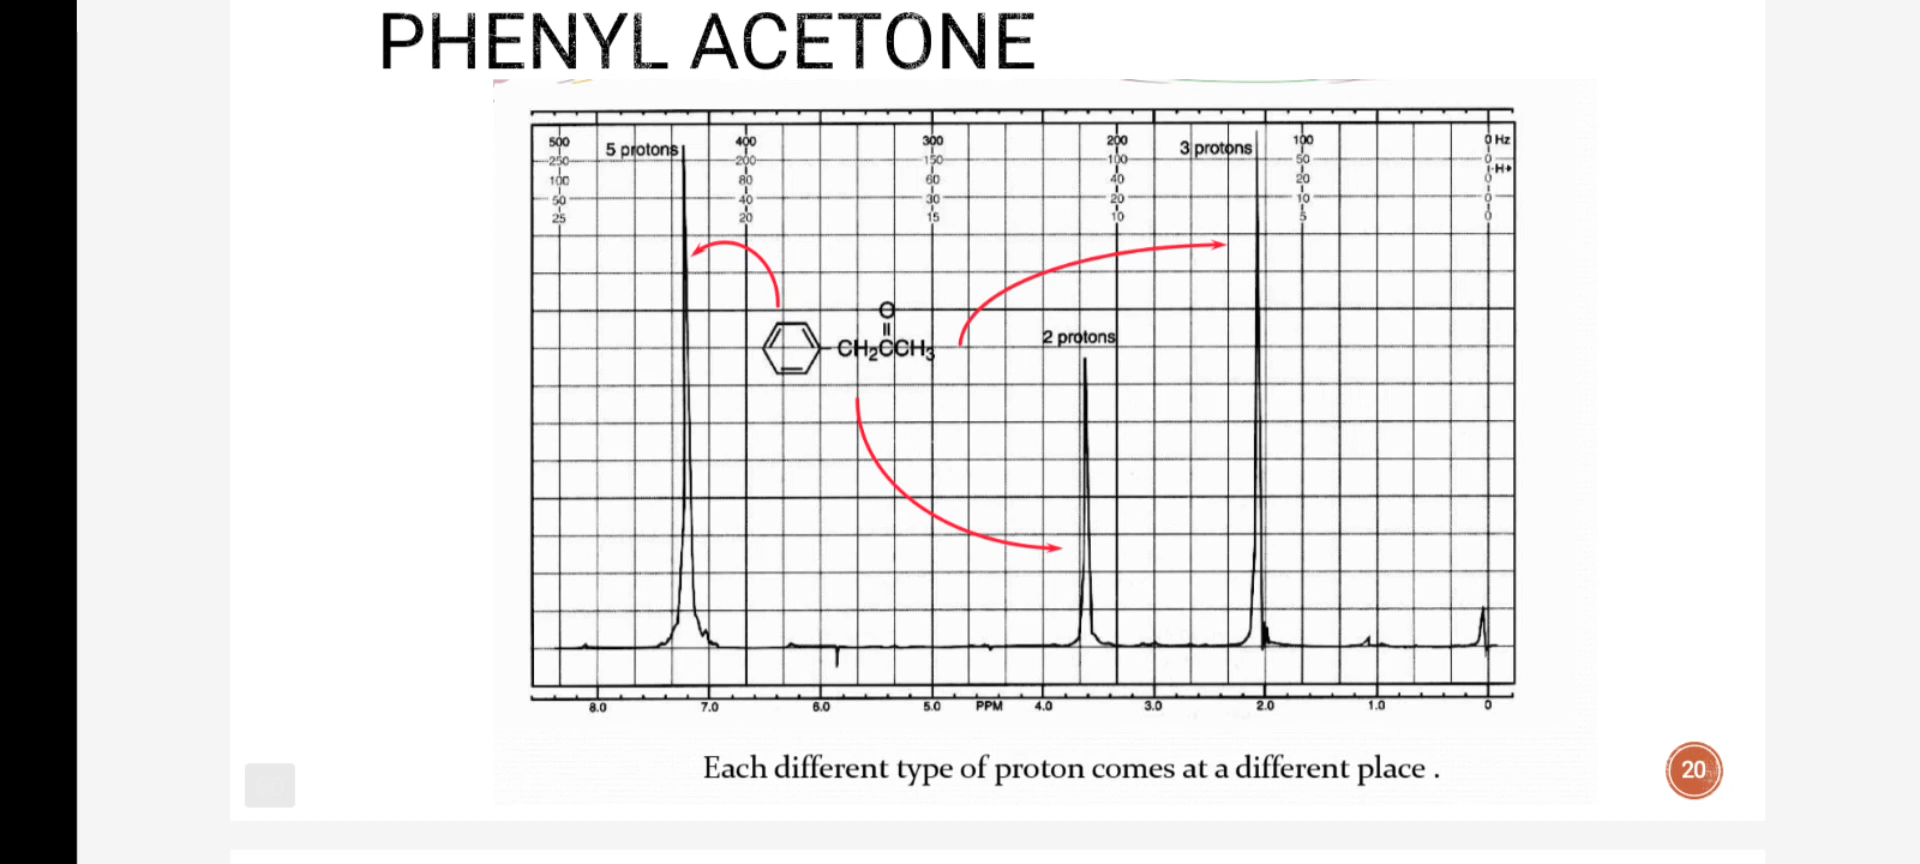 PHENYL ACETONE
500 400 300 200 100 0 Hz
5 protons 3 protons
250 200 150 100 50 0
H
100 80 60 40 20 0
50 40 30 20 10 0
25 20 15 10 5 0
O
CH₂CCH₃
2 protons
8.0 7.0 6.0 5.0 PPM 4.0 3.0 2.0 1.0 0
Each different type of proton comes at a different place .
20